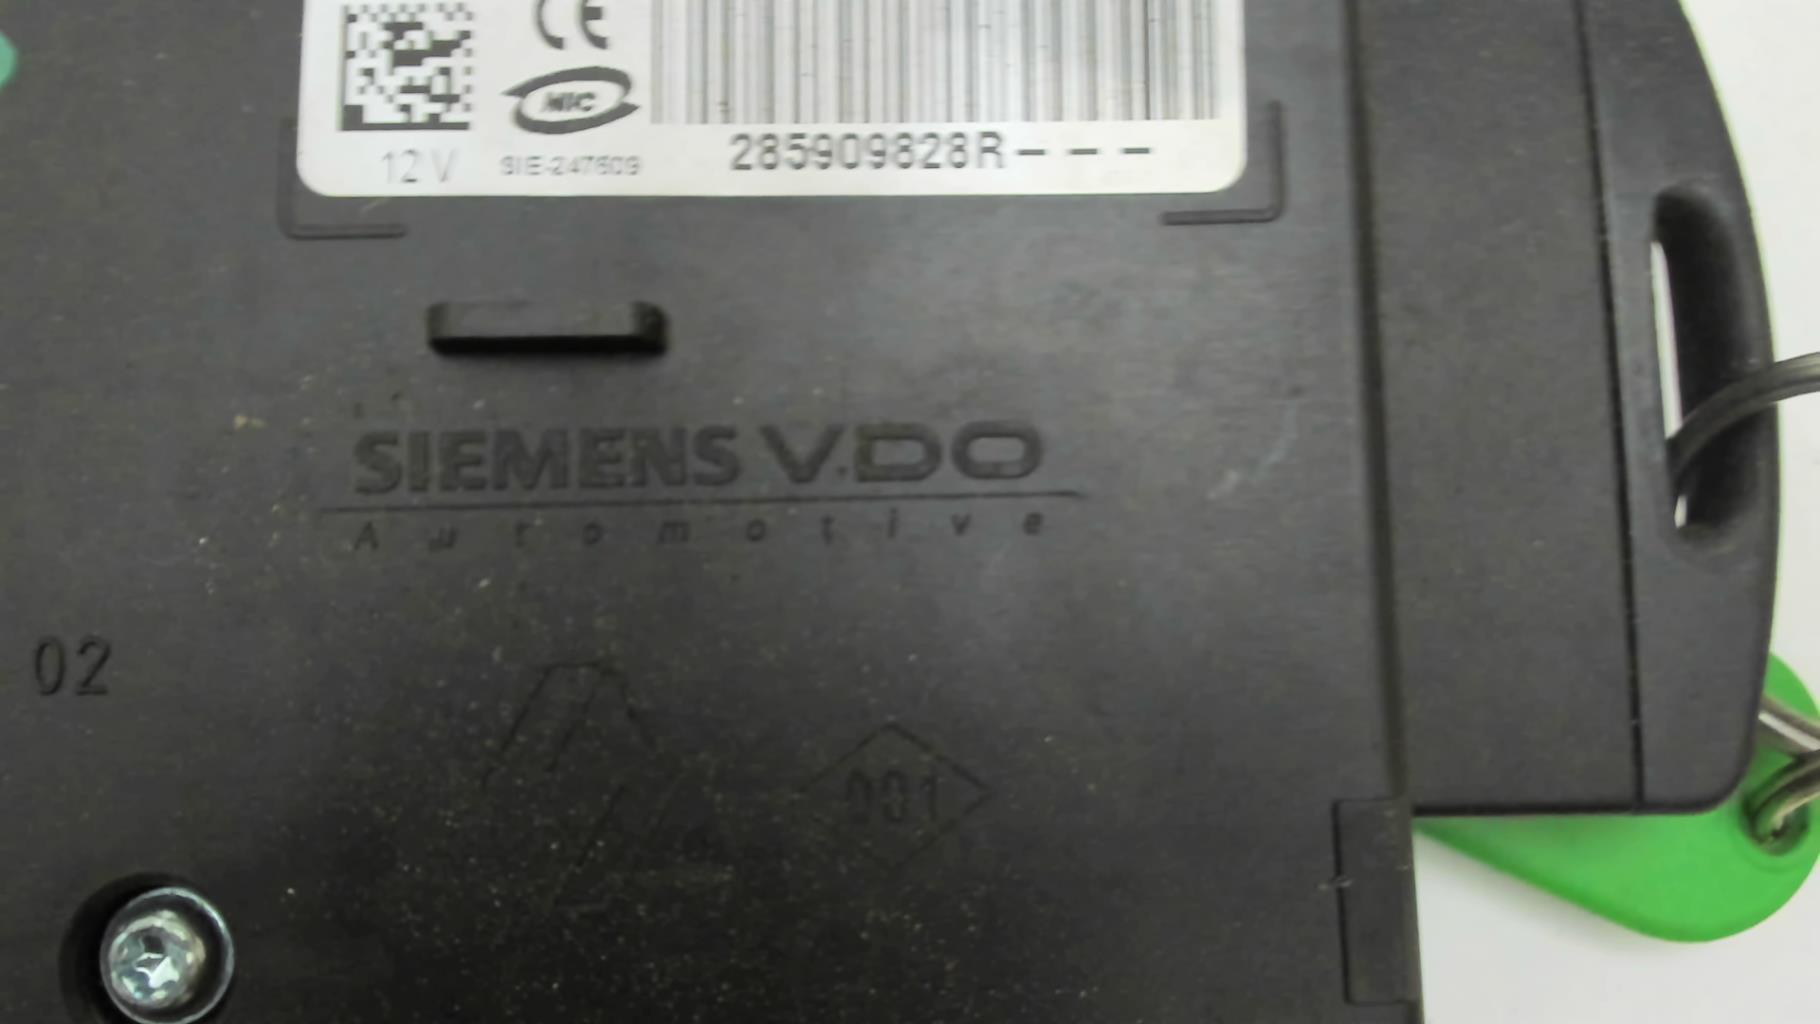 CE
NIC
12V
SIE-247609
285909828R---
SIEMENS VDO
Automotive
02
001